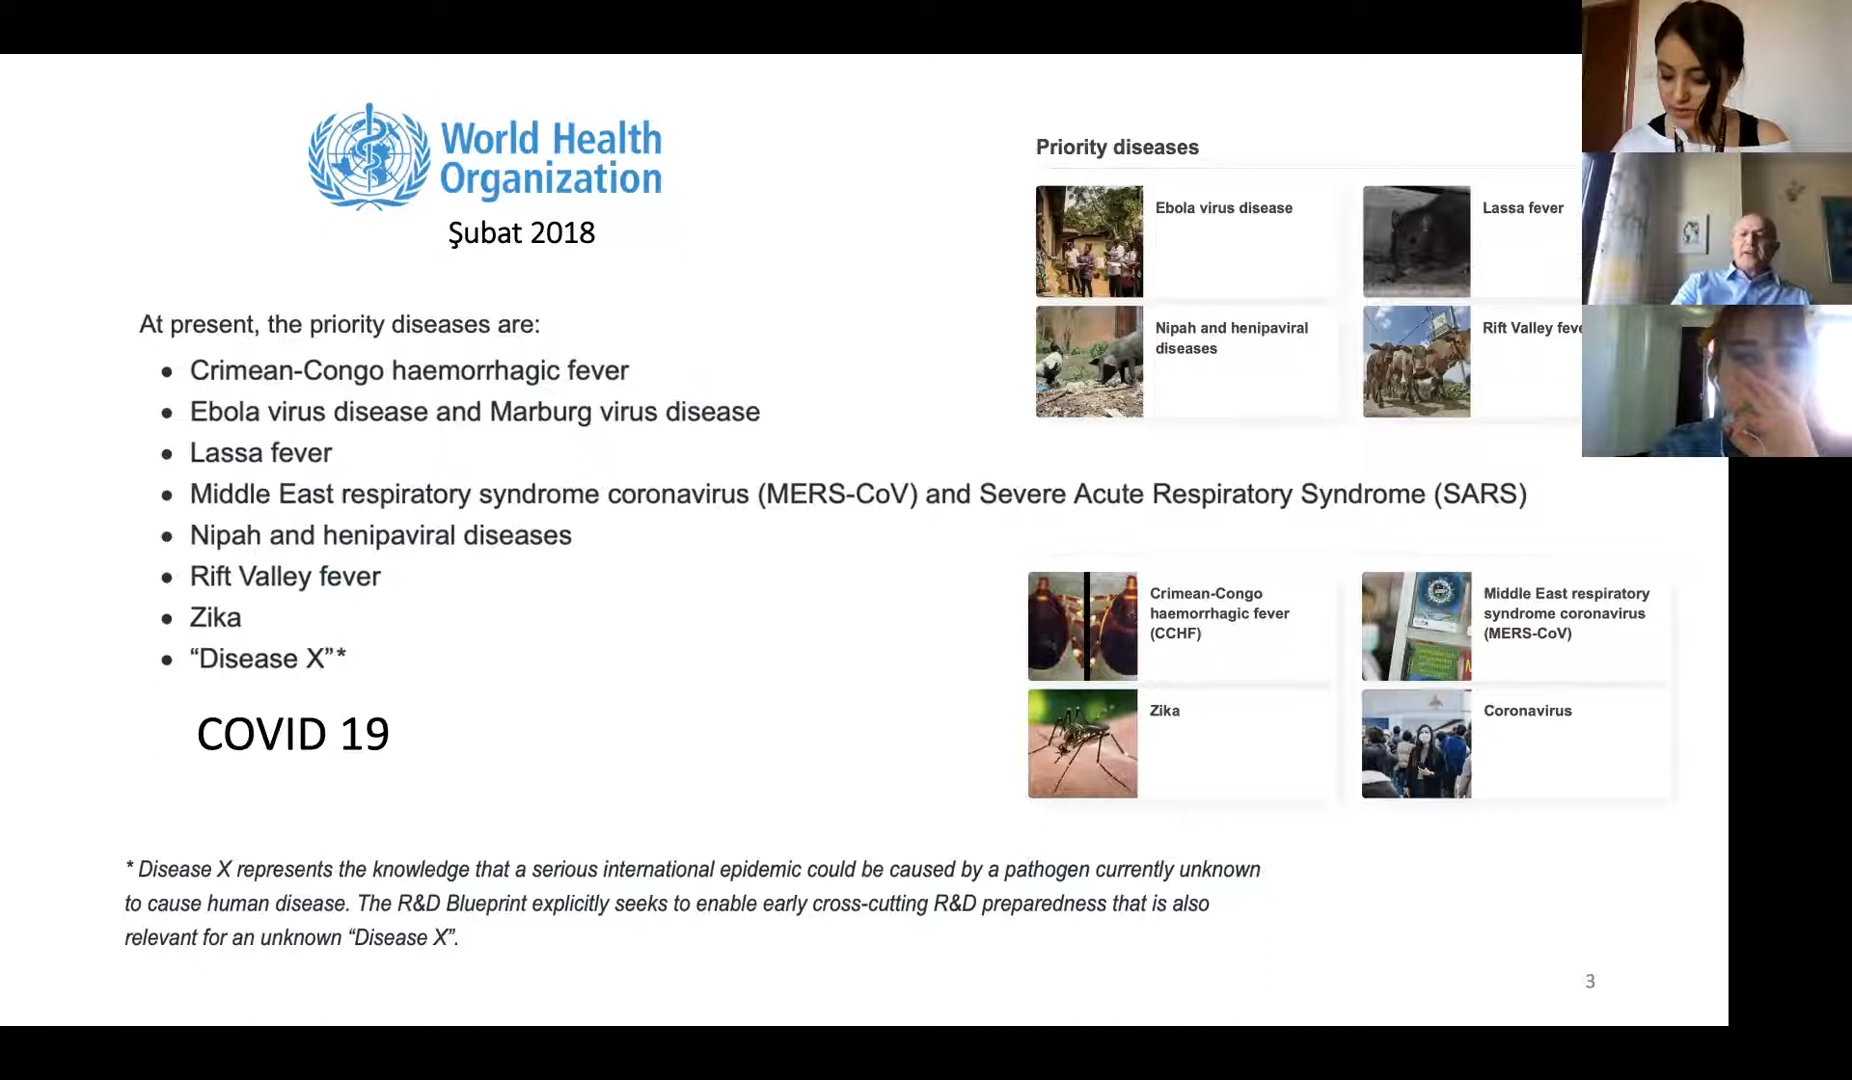 World Health
Organization
Şubat 2018
At present, the priority diseases are:
• Crimean-Congo haemorrhagic fever
• Ebola virus disease and Marburg virus disease
• Lassa fever
• Middle East respiratory syndrome coronavirus (MERS-CoV) and Severe Acute Respiratory Syndrome (SARS)
• Nipah and henipaviral diseases
• Rift Valley fever
• Zika
• “Disease X”*
COVID 19
Priority diseases
Ebola virus disease
Lassa fever
Nipah and henipaviral
diseases
Rift Valley feve
Crimean-Congo
haemorrhagic fever
(CCHF)
Middle East respiratory
syndrome coronavirus
(MERS-CoV)
Zika
Coronavirus
* Disease X represents the knowledge that a serious international epidemic could be caused by a pathogen currently unknown
to cause human disease. The R&D Blueprint explicitly seeks to enable early cross-cutting R&D preparedness that is also
relevant for an unknown “Disease X”.
3